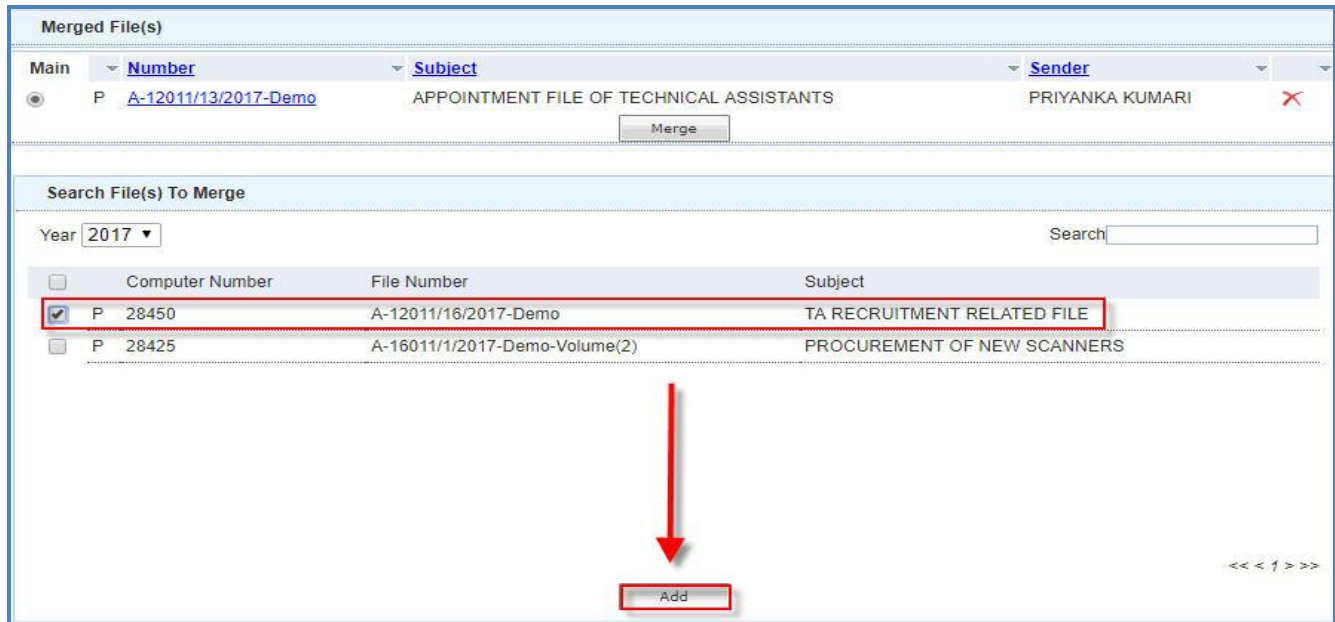 Merged File(s)
Main Number Subject Sender
P A-12011/13/2017-Demo APPOINTMENT FILE OF TECHNICAL ASSISTANTS PRIYANKA KUMARI
Merge
Search File(s) To Merge
Year 2017 Search
Computer Number File Number Subject
P 28450 A-12011/16/2017-Demo TA RECRUITMENT RELATED FILE
P 28425 A-16011/1/2017-Demo-Volume(2) PROCUREMENT OF NEW SCANNERS
<< < 1 > >>
Add